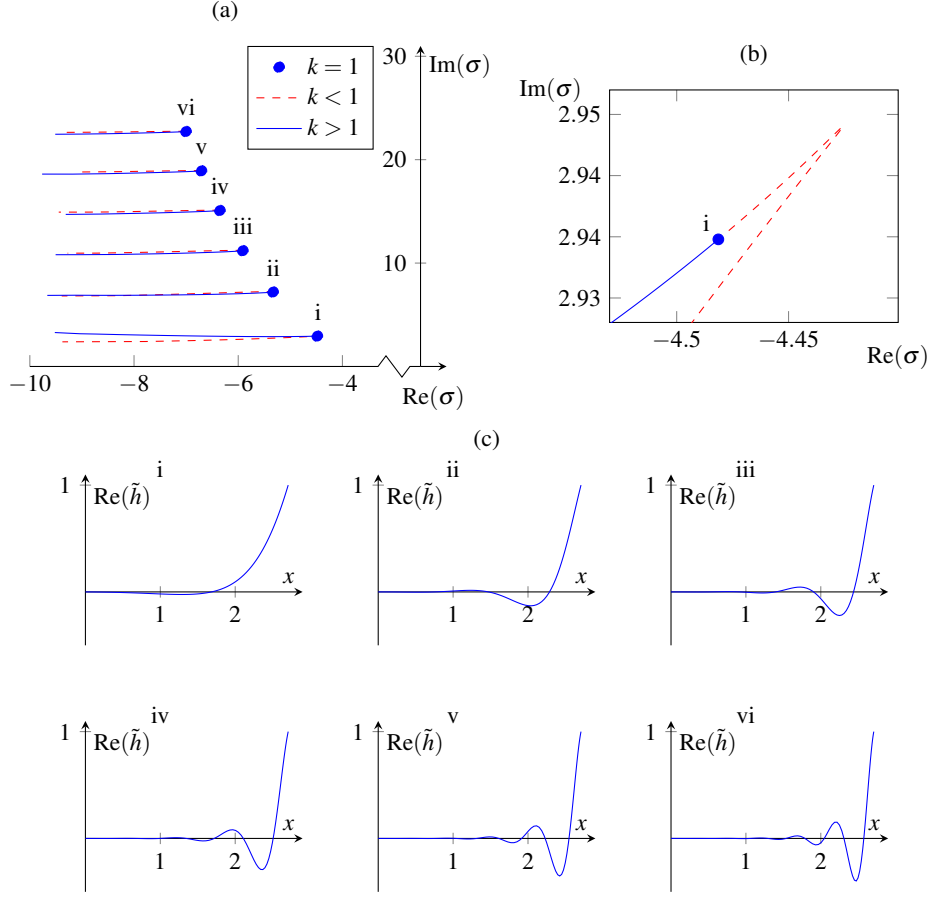 (a)
30
Im(σ)
20
10
k = 1
k < 1
k > 1
vi
v
iv
iii
ii
i
−10
−8
−6
−4
Re(σ)
(b)
Im(σ)
2.95
2.94
2.94
2.93
i
−4.5
−4.45
Re(σ)
(c)
i
1
Re(h̃)
x
1
2
ii
1
Re(h̃)
x
1
2
iii
1
Re(h̃)
x
1
2
iv
1
Re(h̃)
x
1
2
v
1
Re(h̃)
x
1
2
vi
1
Re(h̃)
x
1
2